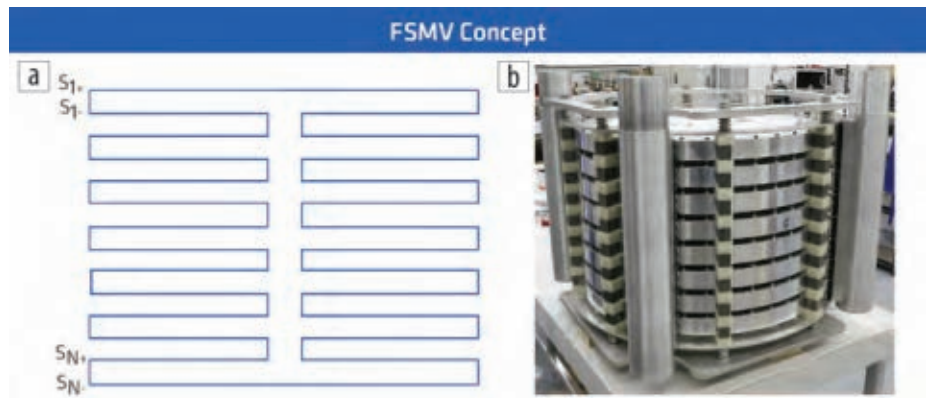 FSMV Concept
a
b
S1+
S1-
SN+
SN-